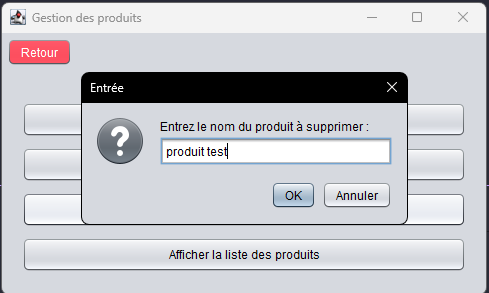 Gestion des produits
Retour
Entrée
Entrez le nom du produit à supprimer :
produit test
OK
Annuler
Afficher la liste des produits